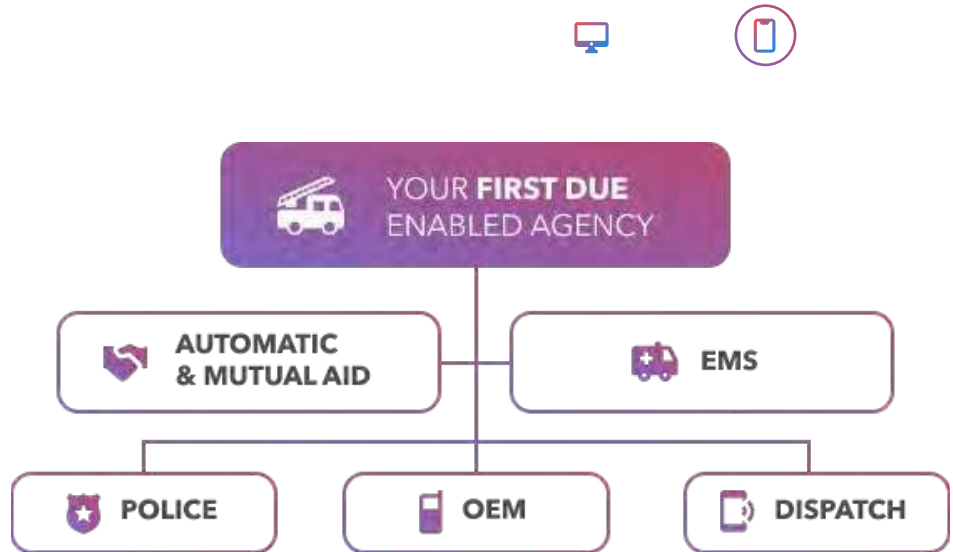 YOUR FIRST DUE
ENABLED AGENCY
AUTOMATIC
& MUTUAL AID
EMS
POLICE
OEM
DISPATCH